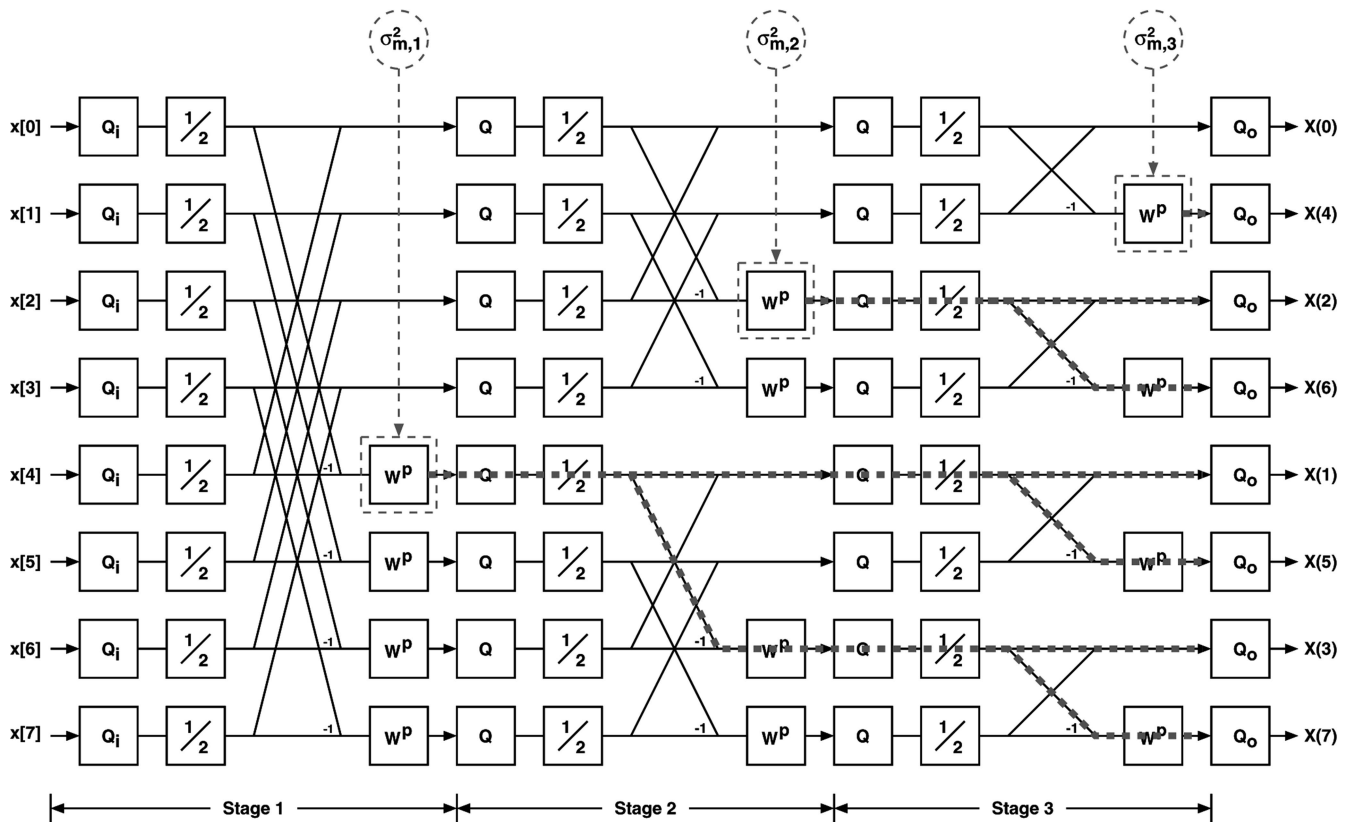 σ²m,1 σ²m,2 σ²m,3
x[0] Qi 1/2 Q 1/2 Q 1/2 Qo X(0)
x[1] Qi 1/2 Q 1/2 Q 1/2 -1 Wp Qo X(4)
x[2] Qi 1/2 Q 1/2 -1 Wp Q 1/2 Qo X(2)
x[3] Qi 1/2 Q 1/2 -1 Wp Q 1/2 -1 Wp Qo X(6)
x[4] Qi 1/2 -1 Wp Q 1/2 Q 1/2 Qo X(1)
x[5] Qi 1/2 -1 Wp Q 1/2 Q 1/2 -1 Wp Qo X(5)
x[6] Qi 1/2 -1 Wp Q 1/2 -1 Wp Q 1/2 Qo X(3)
x[7] Qi 1/2 -1 Wp Q 1/2 -1 Wp Q 1/2 -1 Wp Qo X(7)
Stage 1 Stage 2 Stage 3